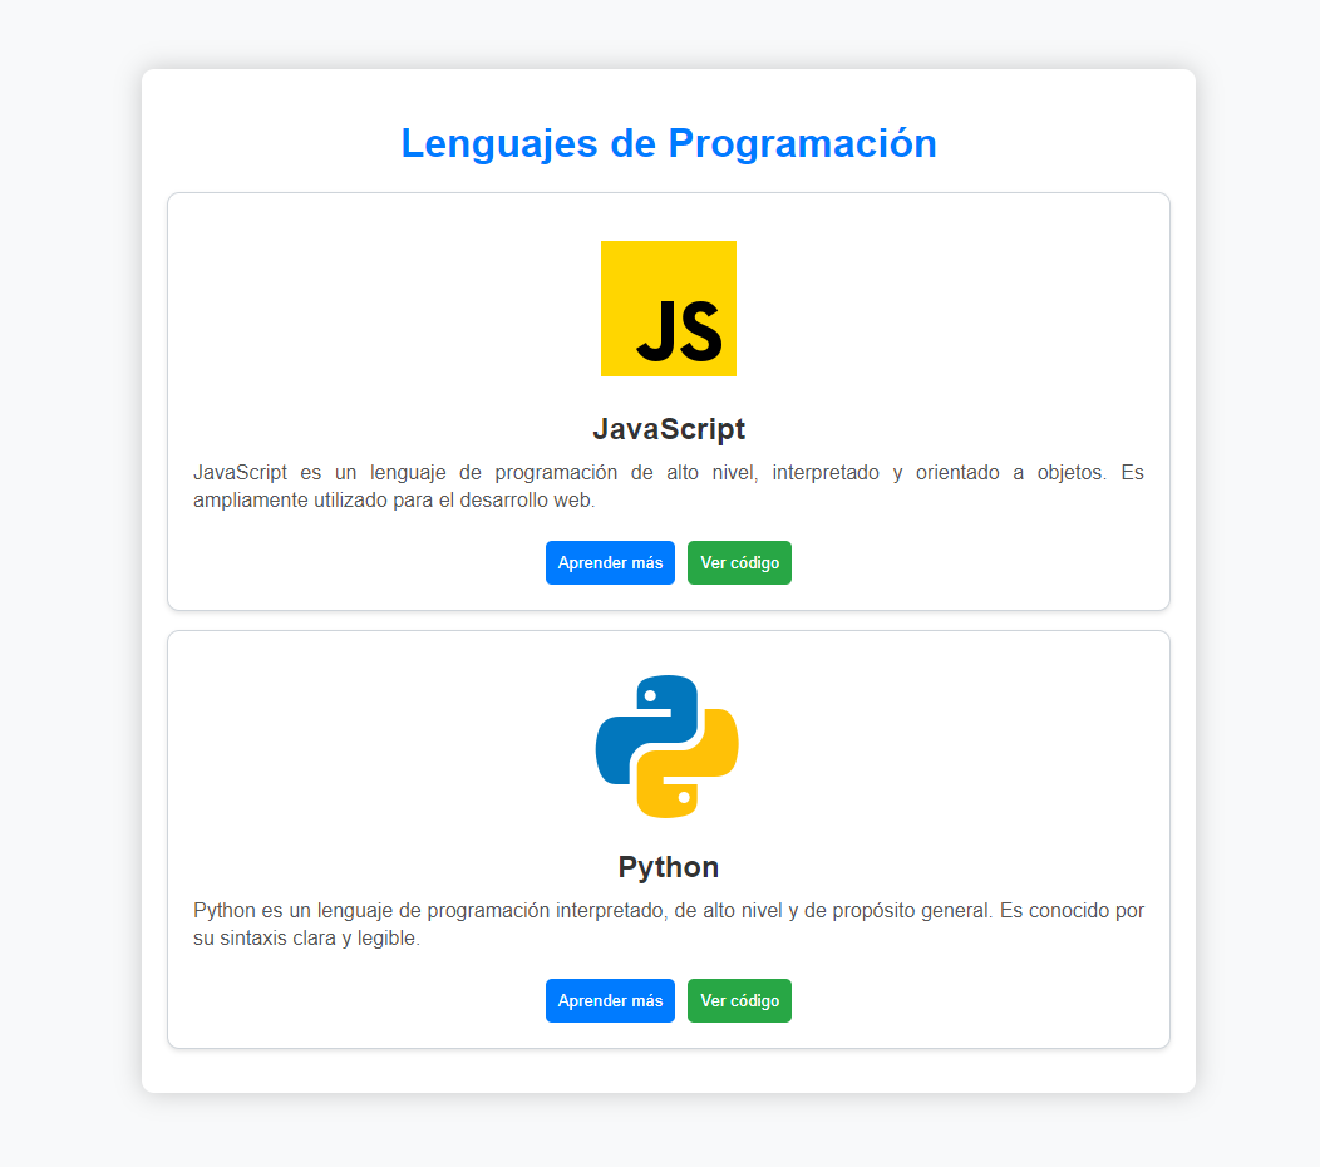 Lenguajes de Programación
JS
JavaScript
JavaScript es un lenguaje de programación de alto nivel, interpretado y orientado a objetos. Es
ampliamente utilizado para el desarrollo web.
Aprender más
Ver código
Python
Python es un lenguaje de programación interpretado, de alto nivel y de propósito general. Es conocido por
su sintaxis clara y legible.
Aprender más
Ver código